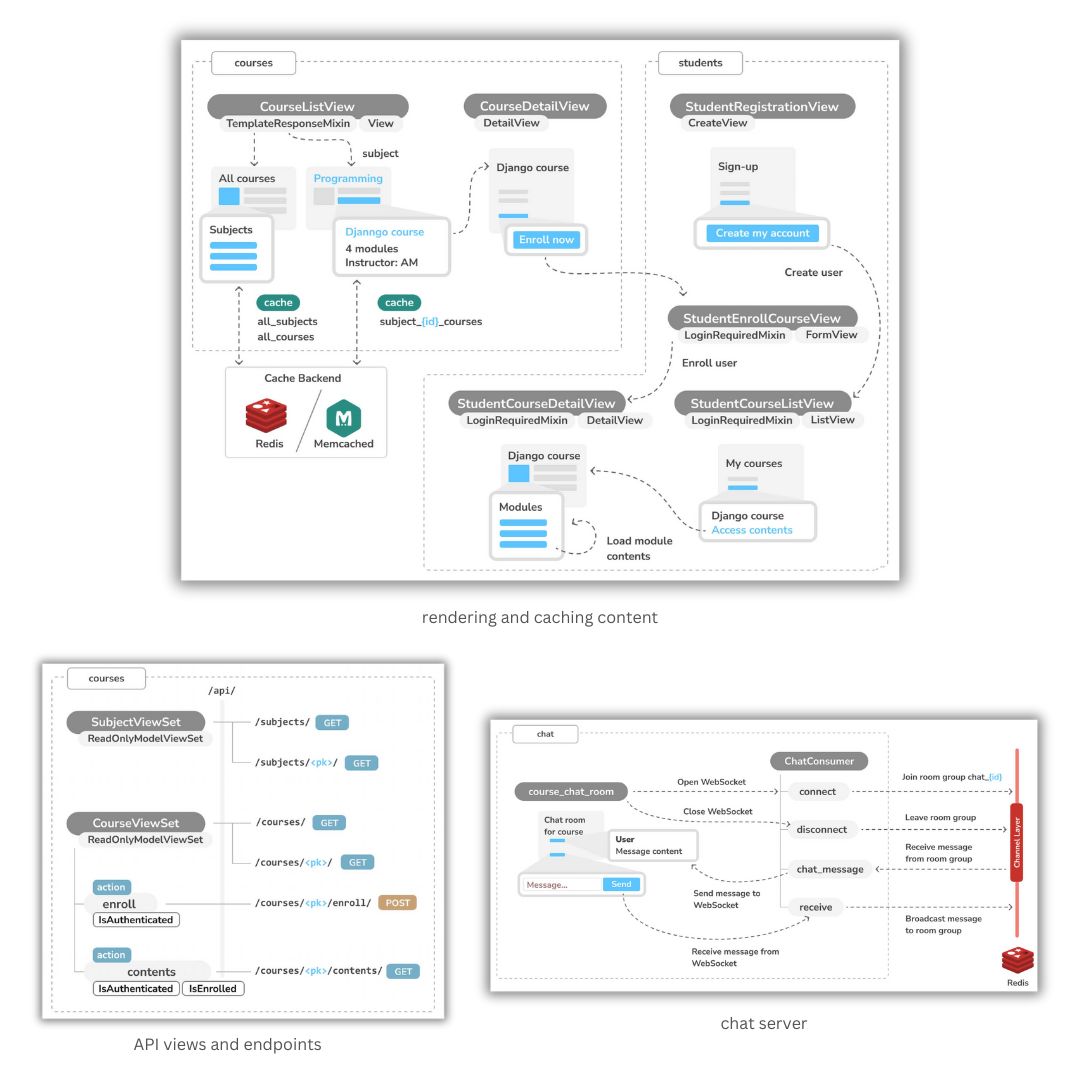 courses
CourseListView
TemplateResponseMixin View
subject
All courses
Subjects
Programming
Djanngo course
4 modules
Instructor: AM
cache
all_subjects
all_courses
cache
subject_{id}_courses
CourseDetailView
DetailView
Django course
Enroll now
Cache Backend
Redis
Memcached
students
StudentRegistrationView
CreateView
Sign-up
Create my account
Create user
StudentEnrollCourseView
LoginRequiredMixin FormView
Enroll user
StudentCourseDetailView
LoginRequiredMixin DetailView
Django course
Modules
Load module
contents
StudentCourseListView
LoginRequiredMixin ListView
My courses
Django course
Access contents
rendering and caching content
courses
/api/
SubjectViewSet
ReadOnlyModelViewSet
/subjects/ GET
/subjects/<pk>/ GET
CourseViewSet
ReadOnlyModelViewSet
/courses/ GET
/courses/<pk>/ GET
action
enroll
IsAuthenticated
/courses/<pk>/enroll/ POST
action
contents
IsAuthenticated IsEnrolled
/courses/<pk>/contents/ GET
API views and endpoints
chat
course_chat_room
Chat room
for course
User
Message content
Message... Send
Open WebSocket
Close WebSocket
Send message to
WebSocket
Receive message from
WebSocket
ChatConsumer
connect
disconnect
chat_message
receive
Join room group chat_{id}
Leave room group
Receive message
from room group
Broadcast message
to room group
Channel Layer
Redis
chat server